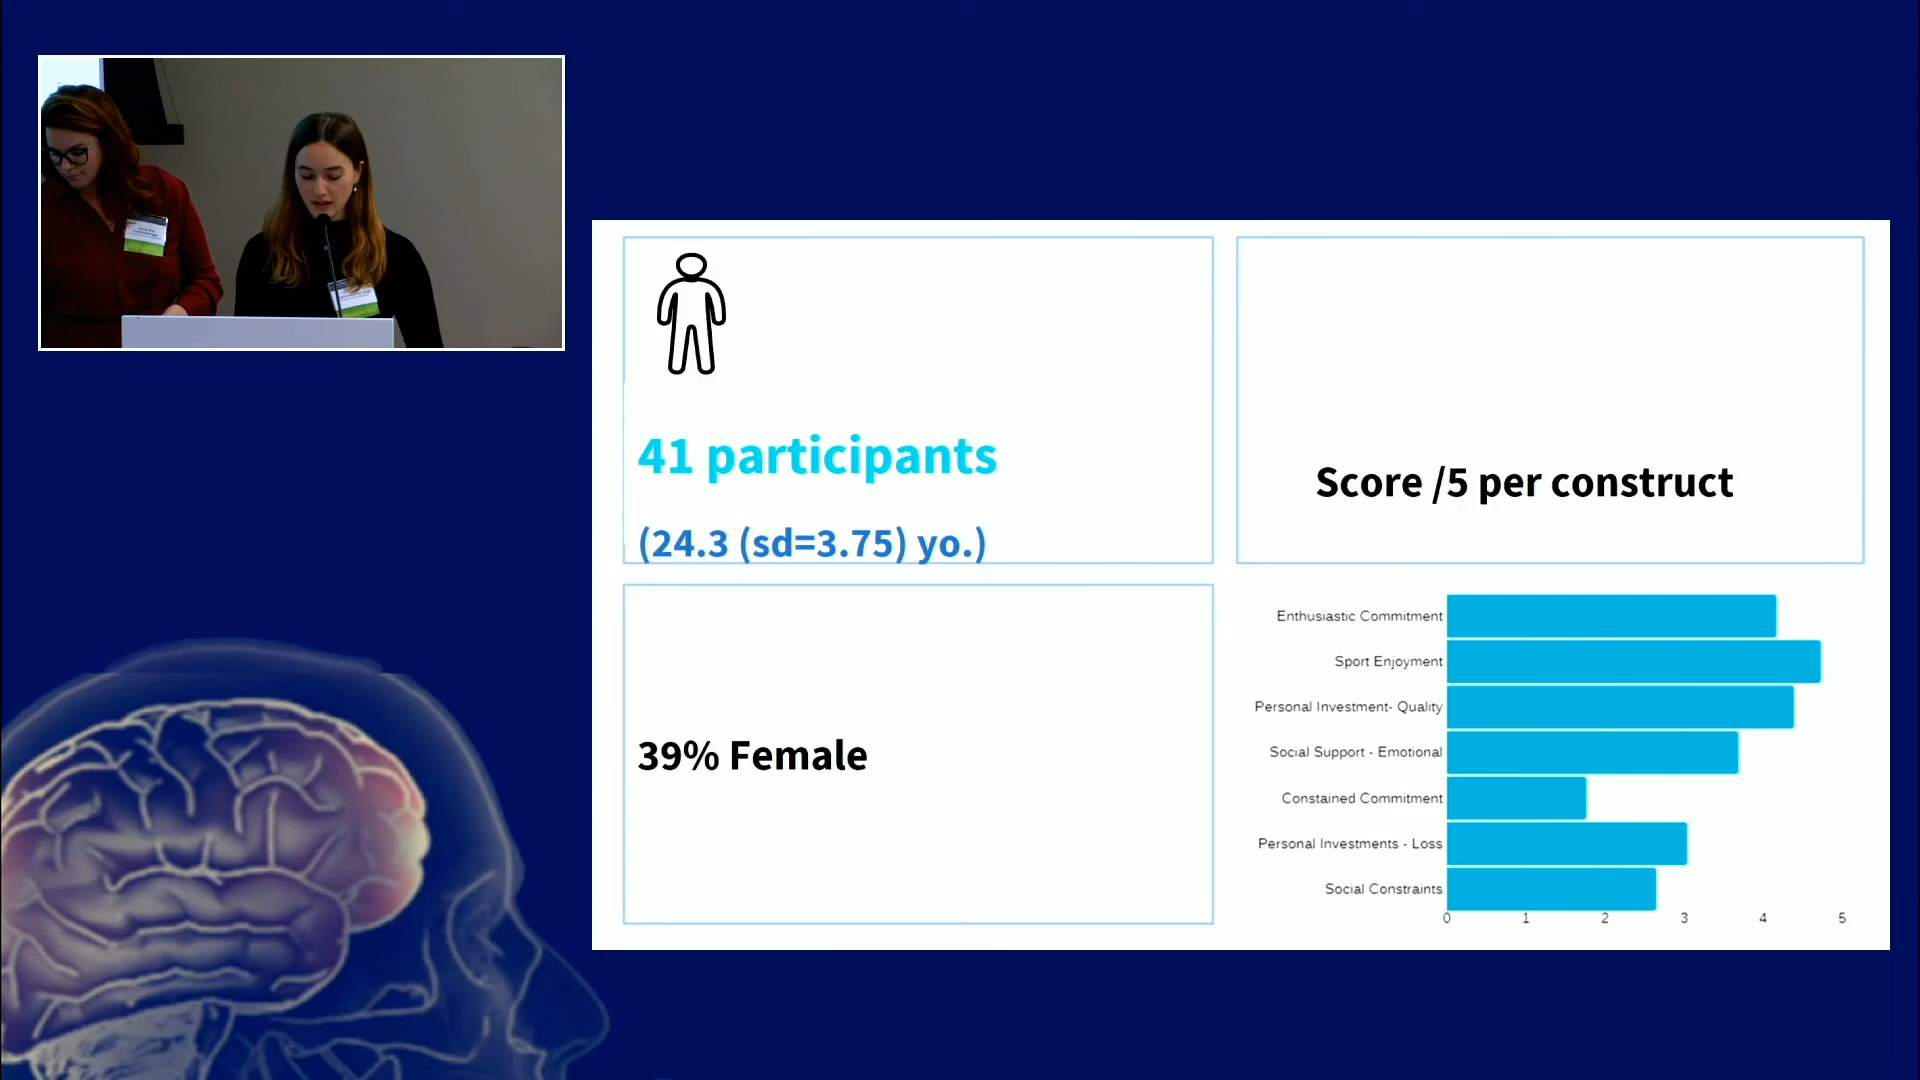 41 participants
(24.3 (sd=3.75) yo.)
Score /5 per construct
39% Female
Enthusiastic Commitment
Sport Enjoyment
Personal Investment- Quality
Social Support - Emotional
Constained Commitment
Personal Investments - Loss
Social Constraints
0 1 2 3 4 5